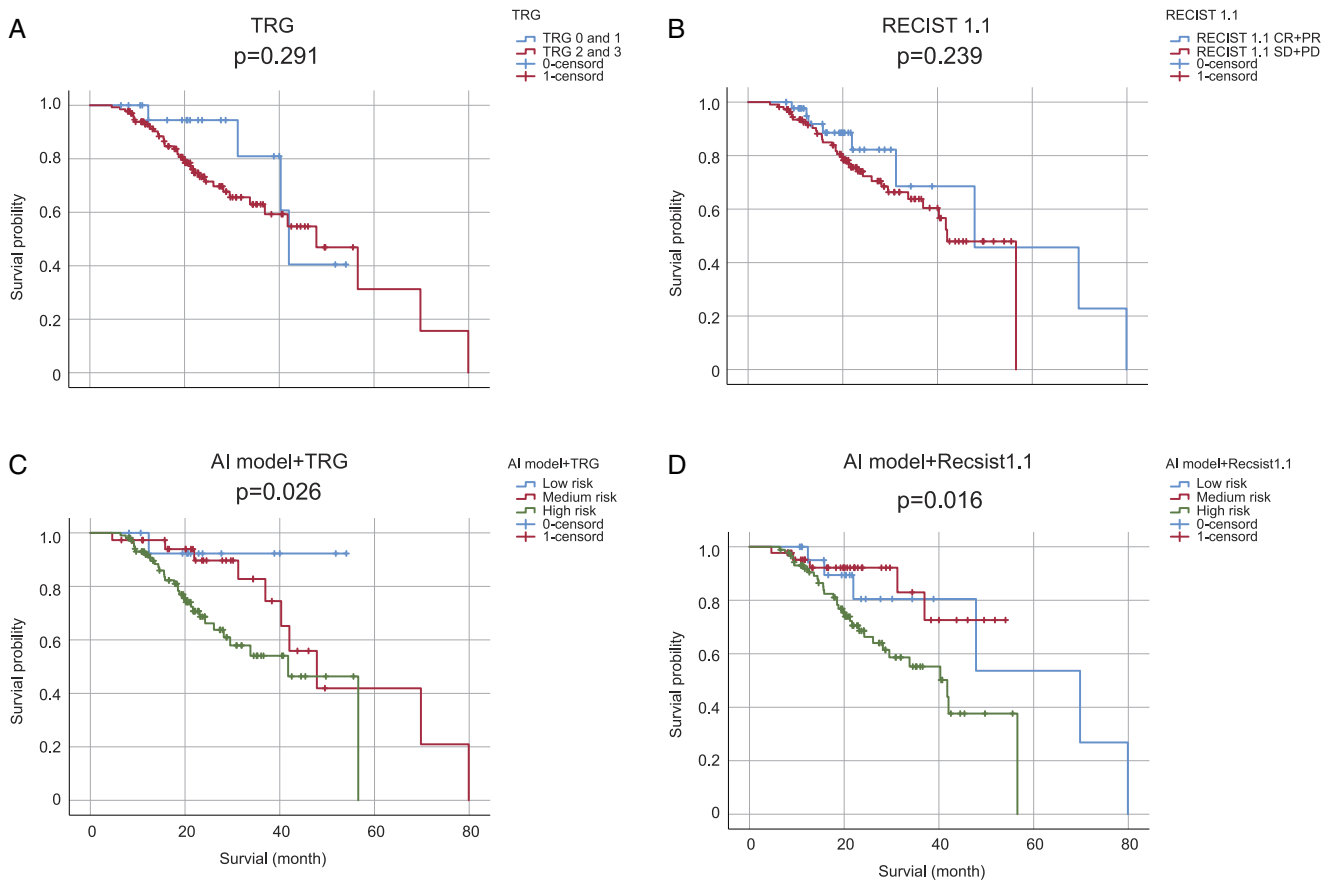 A
TRG
p=0.291
TRG
TRG 0 and 1
TRG 2 and 3
0-censord
1-censord
Survial probility
1.0
0.8
0.6
0.4
0.2
0
B
RECIST 1.1
p=0.239
RECIST 1.1
RECIST 1.1 CR+PR
RECIST 1.1 SD+PD
0-censord
1-censord
Survial probility
1.0
0.8
0.6
0.4
0.2
0
C
AI model+TRG
p=0.026
AI model+TRG
Low risk
Medium risk
High risk
0-censord
1-censord
Survial probility
1.0
0.8
0.6
0.4
0.2
0
0 20 40 60 80
Survial (month)
D
AI model+Recsist1.1
p=0.016
AI model+Recsist1.1
Low risk
Medium risk
High risk
0-censord
1-censord
Survial probility
1.0
0.8
0.6
0.4
0.2
0
0 20 40 60 80
Survial (month)